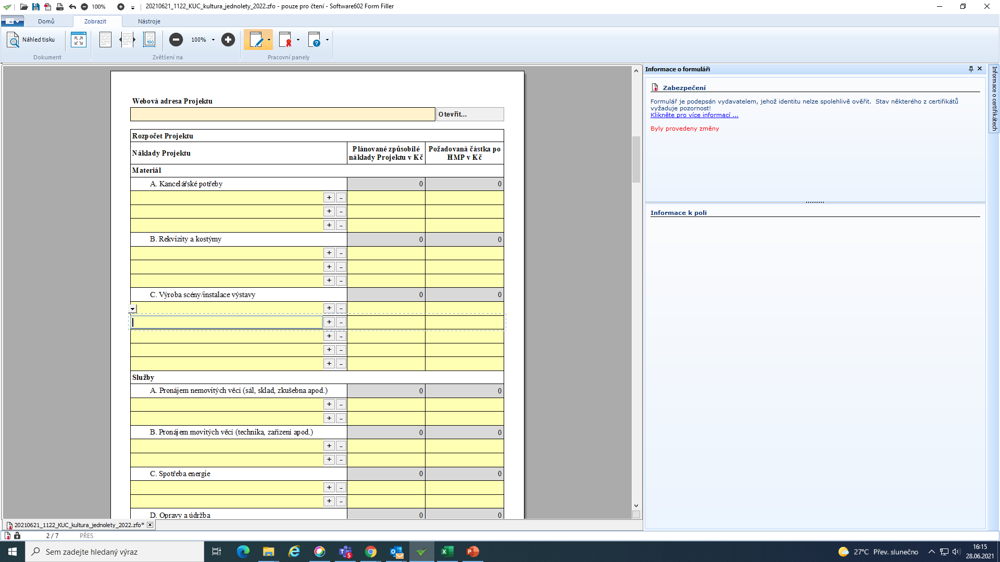 100%
20210621_1122_KUC_kultura_jednolety_2022.zfo - pouze pro čtení - Software602 Form Filler
Domů
Zobrazit
Nástroje
Náhled tisku
100
100%
?
Dokument
Zvětšení na
Pracovní panely
Webová adresa Projektu
Otevřít...
Rozpočet Projektu
Náklady Projektu
Plánované způsobilé náklady Projektu v Kč
Požadovaná částka po HMP v Kč
Materiál
A. Kancelářské potřeby 0 0
+ -
+ -
+ -
B. Rekvizity a kostýmy 0 0
+ -
+ -
+ -
C. Výroba scény/instalace výstavy 0 0
+ -
+ -
+ -
+ -
+ -
Služby
A. Pronájem nemovitých věcí (sál, sklad, zkušebna apod.) 0 0
+ -
+ -
B. Pronájem movitých věcí (technika, zařízení apod.) 0 0
+ -
+ -
C. Spotřeba energie 0 0
+ -
+ -
D. Opravy a údržba 0 0
Informace o formuláři
Zabezpečení
Formulář je podepsán vydavatelem, jehož identitu nelze spolehlivě ověřit. Stav některého z certifikátů
vyžaduje pozornost!
Klikněte pro více informací ...
Byly provedeny změny
Informace k poli
Informace o certifikátech
20210621_1122_KUC_kultura_jednolety_2022.zfo*
2 / 7
PŘES
Sem zadejte hledaný výraz
5
27°C Přev. slunečno
16:15
28.06.2021